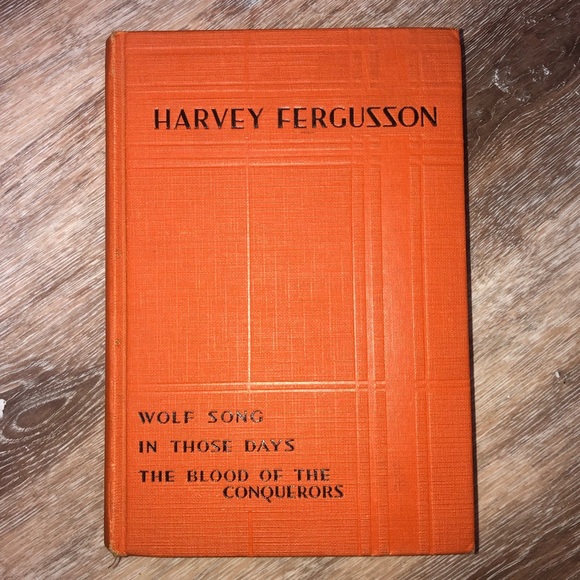 HARVEY FERGUSSON
WOLF SONG
IN THOSE DAYS
THE BLOOD OF THE
CONQUERORS